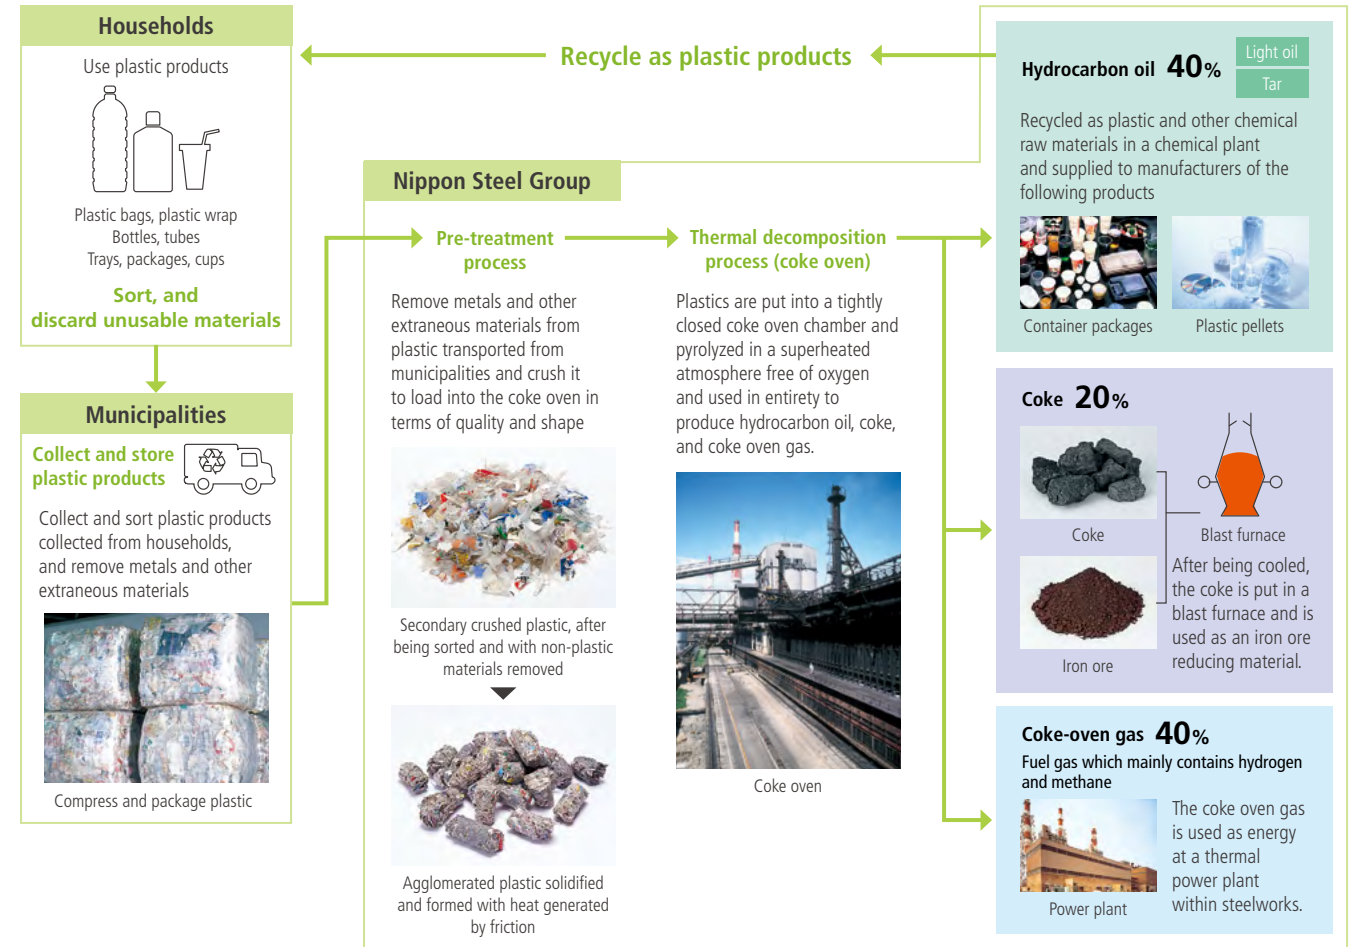 Households
Use plastic products
Plastic bags, plastic wrap
Bottles, tubes
Trays, packages, cups
Sort, and
discard unusable materials
Municipalities
Collect and store
plastic products
Collect and sort plastic products
collected from households,
and remove metals and other
extraneous materials
Compress and package plastic
Recycle as plastic products
Nippon Steel Group
Pre-treatment
process
Remove metals and other
extraneous materials from
plastic transported from
municipalities and crush it
to load into the coke oven in
terms of quality and shape
Secondary crushed plastic, after
being sorted and with non-plastic
materials removed
Agglomerated plastic solidified
and formed with heat generated
by friction
Thermal decomposition
process (coke oven)
Plastics are put into a tightly
closed coke oven chamber and
pyrolyzed in a superheated
atmosphere free of oxygen
and used in entirety to
produce hydrocarbon oil, coke,
and coke oven gas.
Coke oven
Hydrocarbon oil 40%
Light oil
Tar
Recycled as plastic and other chemical
raw materials in a chemical plant
and supplied to manufacturers of the
following products
Container packages
Plastic pellets
Coke 20%
Coke
Blast furnace
Iron ore
After being cooled,
the coke is put in a
blast furnace and is
used as an iron ore
reducing material.
Coke-oven gas 40%
Fuel gas which mainly contains hydrogen
and methane
Power plant
The coke oven gas
is used as energy
at a thermal
power plant
within steelworks.